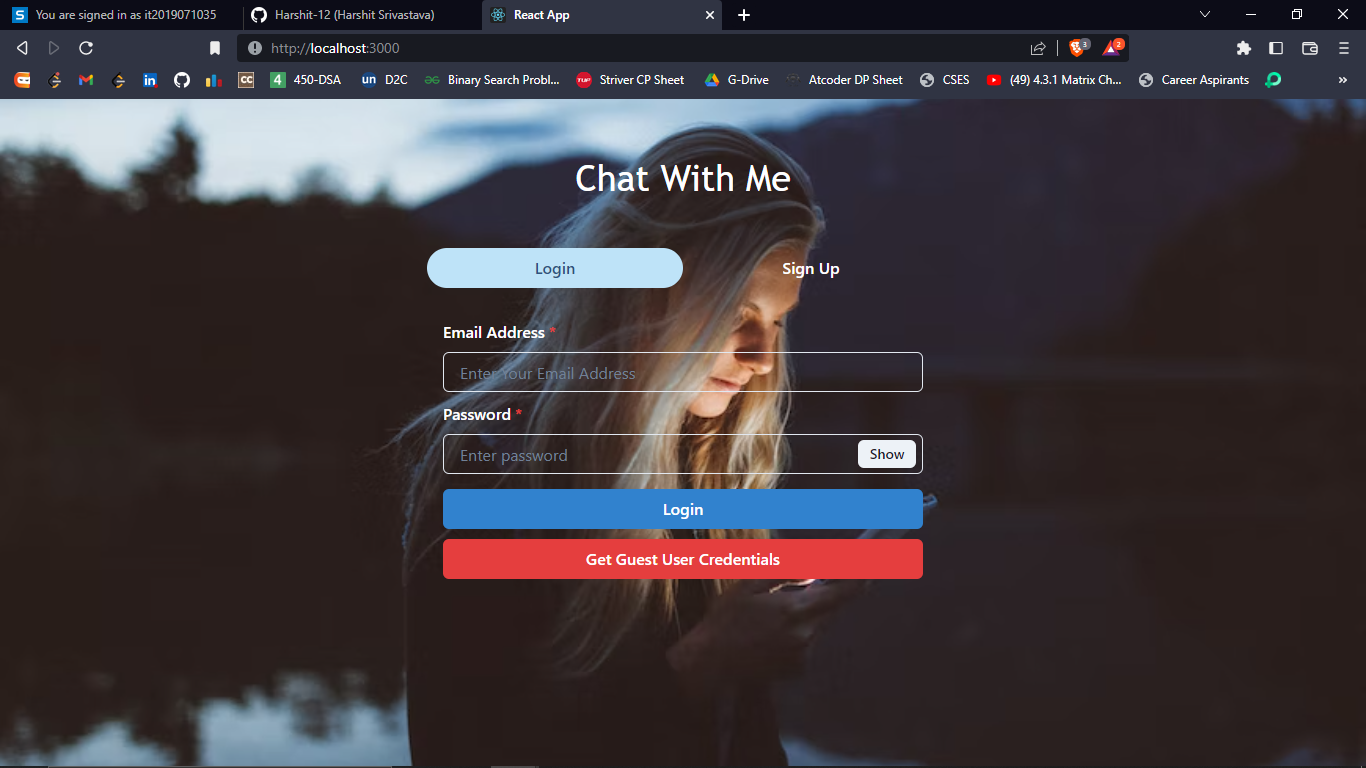 You are signed in as it2019071035
Harshit-12 (Harshit Srivastava)
React App
http://localhost:3000
3
2
CC
4 450-DSA
un D2C
Binary Search Probl...
TUF Striver CP Sheet
G-Drive
Atcoder DP Sheet
CSES
(49) 4.3.1 Matrix Ch...
Career Aspirants
»
Chat With Me
Login
Sign Up
Email Address *
Enter Your Email Address
Password *
Enter password
Show
Login
Get Guest User Credentials